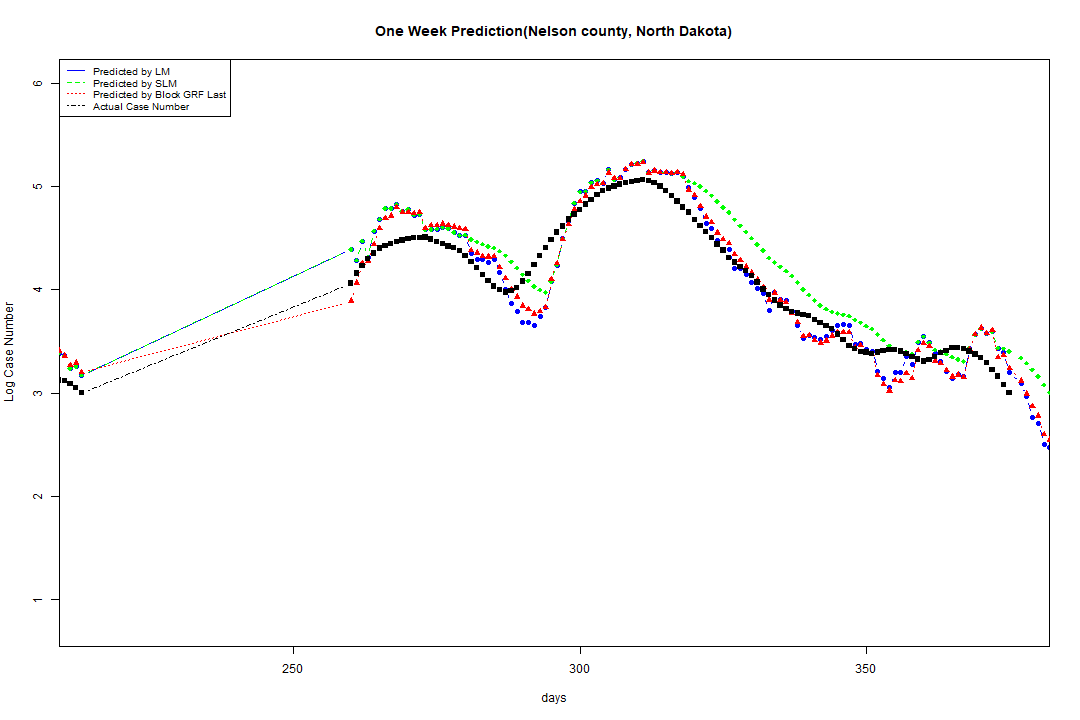 One Week Prediction(Nelson county, North Dakota)
Predicted by LM
Predicted by SLM
Predicted by Block GRF Last
Actual Case Number
6
5
4
3
2
1
Log Case Number
250
300
350
days